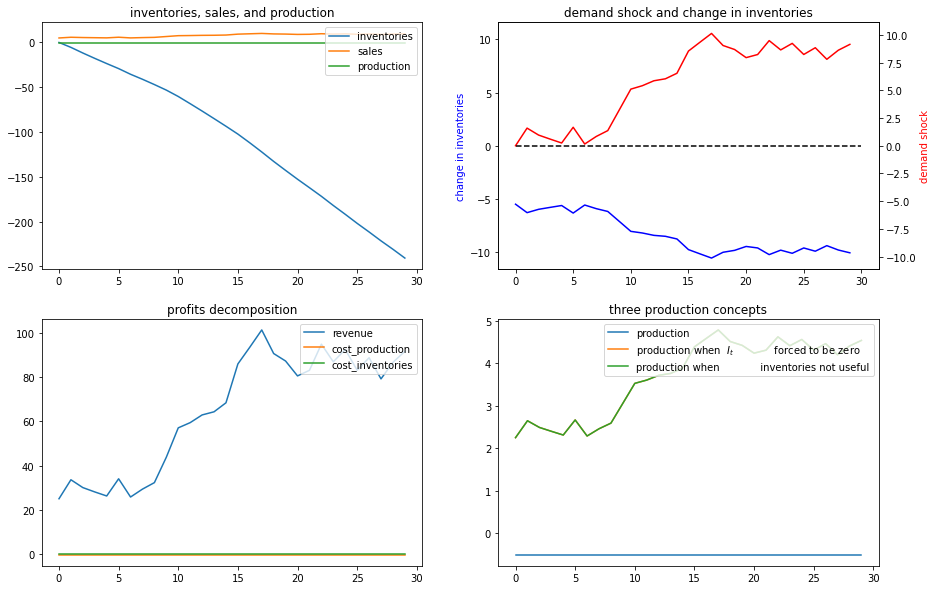 inventories, sales, and production
inventories
sales
production
0
−50
−100
−150
−200
−250
0 5 10 15 20 25 30
demand shock and change in inventories
change in inventories
10
5
0
−5
−10
10.0
7.5
5.0
2.5
0.0
−2.5
−5.0
−7.5
−10.0
demand shock
0 5 10 15 20 25 30
profits decomposition
revenue
cost_production
cost_inventories
100
80
60
40
20
0
0 5 10 15 20 25 30
three production concepts
production
production when I_t forced to be zero
production when inventories not useful
5
4
3
2
1
0
0 5 10 15 20 25 30